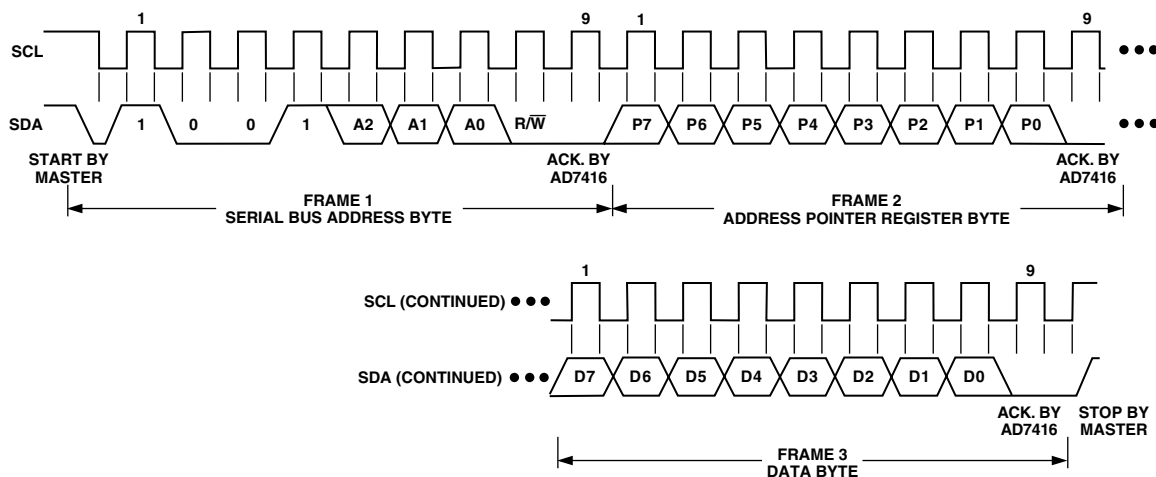 1 9 1 9
SCL
SDA 1 0 0 1 A2 A1 A0 R/W̅ P7 P6 P5 P4 P3 P2 P1 P0
START BY
MASTER
ACK. BY
AD7416
ACK. BY
AD7416
FRAME 1
SERIAL BUS ADDRESS BYTE
FRAME 2
ADDRESS POINTER REGISTER BYTE
1 9
SCL (CONTINUED)
SDA (CONTINUED) D7 D6 D5 D4 D3 D2 D1 D0
ACK. BY
AD7416
STOP BY
MASTER
FRAME 3
DATA BYTE